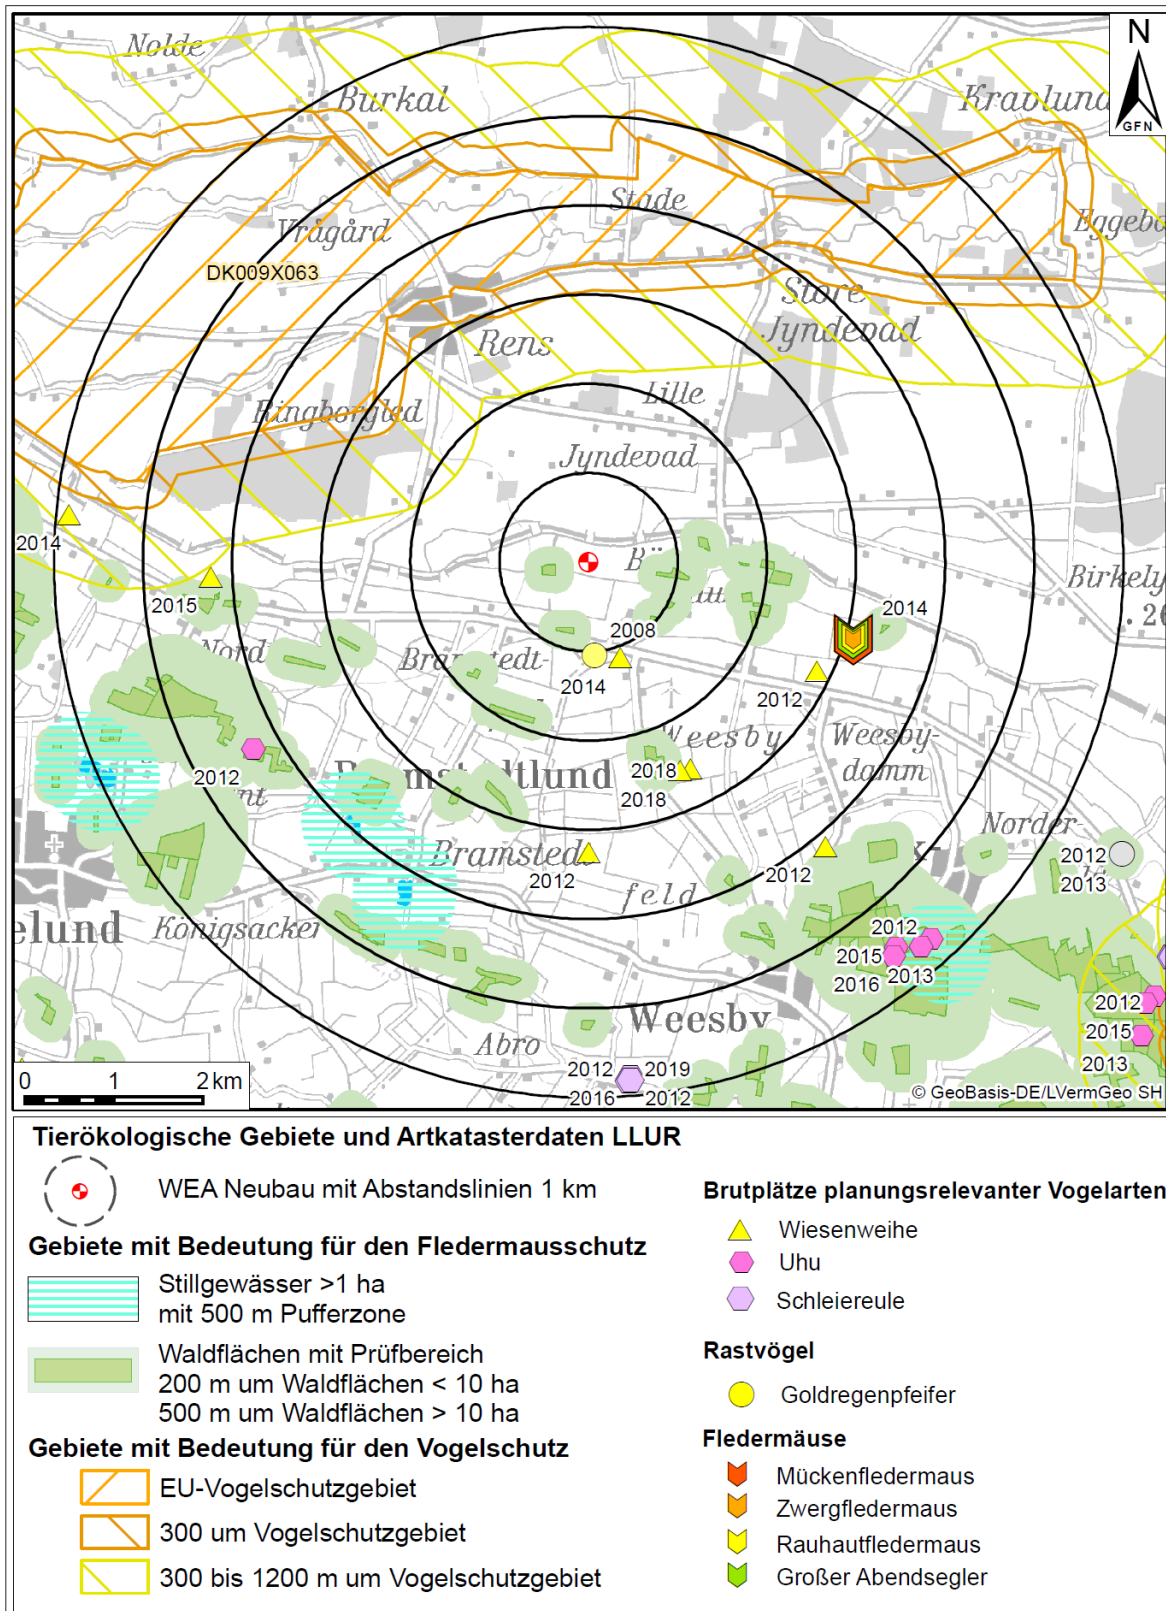 Nolde
Burkal
Kravlund
N
GFN
Stade
Vrågård
Eggebo
DK009X063
Store
Jyndevad
Rens
Lille
Ringborgled
Jyndevad
2014
Birkely
2015
2014
2008
Nord
Bramstedt-
2014
2012
Weesby
Weesby-
damm
2018
2018
2012
Bramstedtlund
Norder-
Bramsted
feld
2012
2012
2012
2013
elund
Königsacker
2012
2015
2016
2013
2012
2015
2013
Weesby
Abro
2012
2019
2016
2012
0 1 2 km
© GeoBasis-DE/LVermGeo SH
Tierökologische Gebiete und Artkatasterdaten LLUR
WEA Neubau mit Abstandslinien 1 km
Gebiete mit Bedeutung für den Fledermausschutz
Stillgewässer >1 ha
mit 500 m Pufferzone
Waldflächen mit Prüfbereich
200 m um Waldflächen < 10 ha
500 m um Waldflächen > 10 ha
Gebiete mit Bedeutung für den Vogelschutz
EU-Vogelschutzgebiet
300 um Vogelschutzgebiet
300 bis 1200 m um Vogelschutzgebiet
Brutplätze planungsrelevanter Vogelarten
Wiesenweihe
Uhu
Schleiereule
Rastvögel
Goldregenpfeifer
Fledermäuse
Mückenfledermaus
Zwergfledermaus
Rauhautfledermaus
Großer Abendsegler